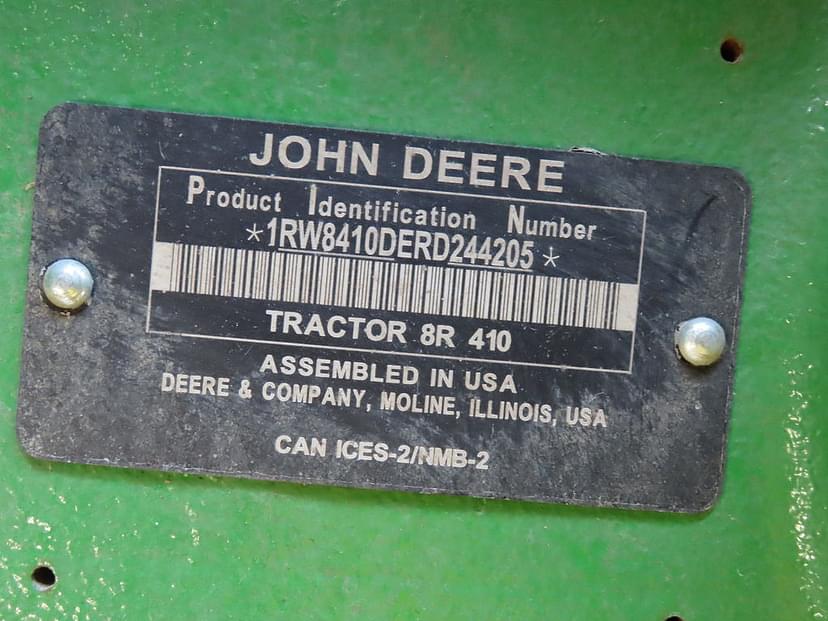 JOHN DEERE
Product Identification Number
*1RW8410DERD244205*
TRACTOR 8R 410
ASSEMBLED IN USA
DEERE & COMPANY, MOLINE, ILLINOIS, USA
CAN ICES-2/NMB-2